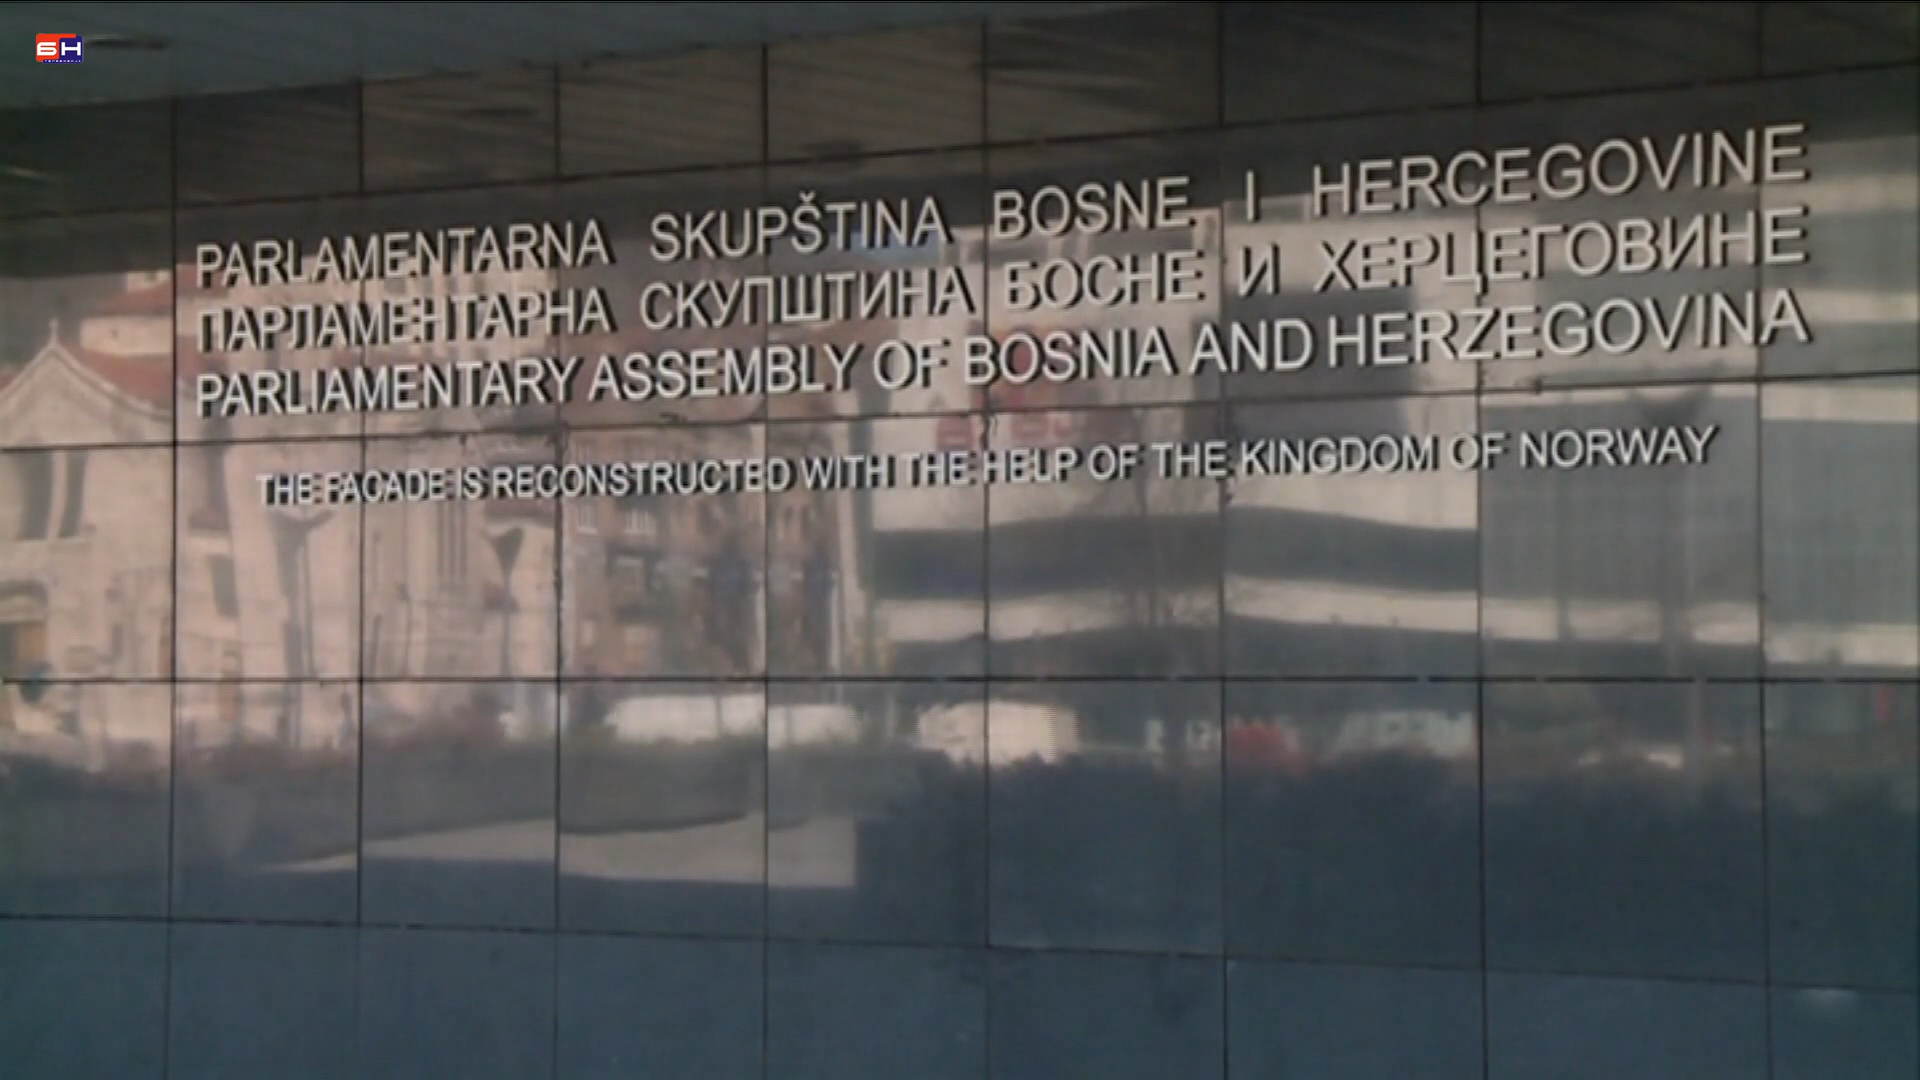 БН
PARLAMENTARNA SKUPŠTINA BOSNE I HERCEGOVINE
ПАРЛАМЕНТАРНА СКУПШТИНА БОСНЕ И ХЕРЦЕГОВИНЕ
PARLIAMENTARY ASSEMBLY OF BOSNIA AND HERZEGOVINA
THE FACADE IS RECONSTRUCTED WITH THE HELP OF THE KINGDOM OF NORWAY